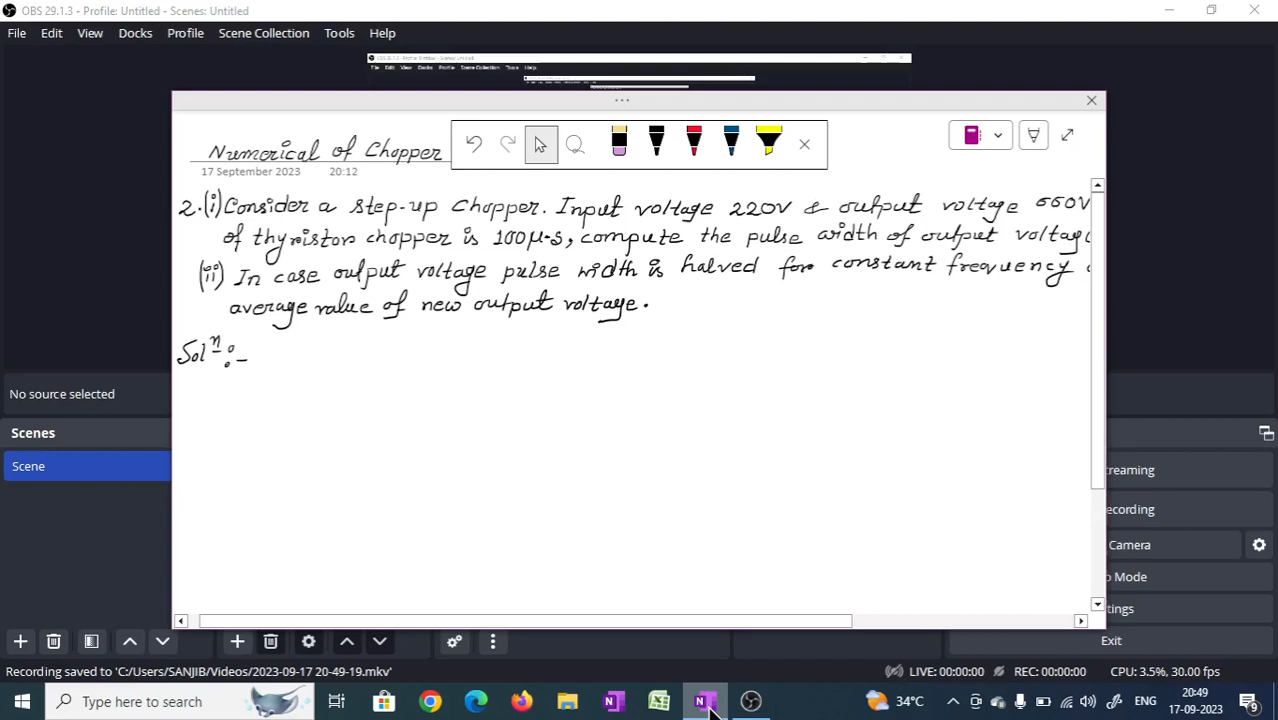 OBS 29.1.3 - Profile: Untitled - Scenes: Untitled
File Edit View Docks Profile Scene Collection Tools Help
Numerical of Chopper
17 September 2023 20:12
2.(i) Consider a step-up Chopper. Input voltage 220V & output voltage 660V
of thyristor chopper is 100μ-s, compute the pulse width of output voltage
(ii) In case output voltage pulse width is halved for constant frequency
average value of new output voltage.
Solⁿ:-
No source selected
Scenes
Scene
treaming
ecording
Camera
o Mode
ttings
Exit
Recording saved to 'C:/Users/SANJIB/Videos/2023-09-17 20-49-19.mkv' LIVE: 00:00:00 REC: 00:00:00 CPU: 3.5%, 30.00 fps
Type here to search 34°C ENG 20:49
17-09-2023
9